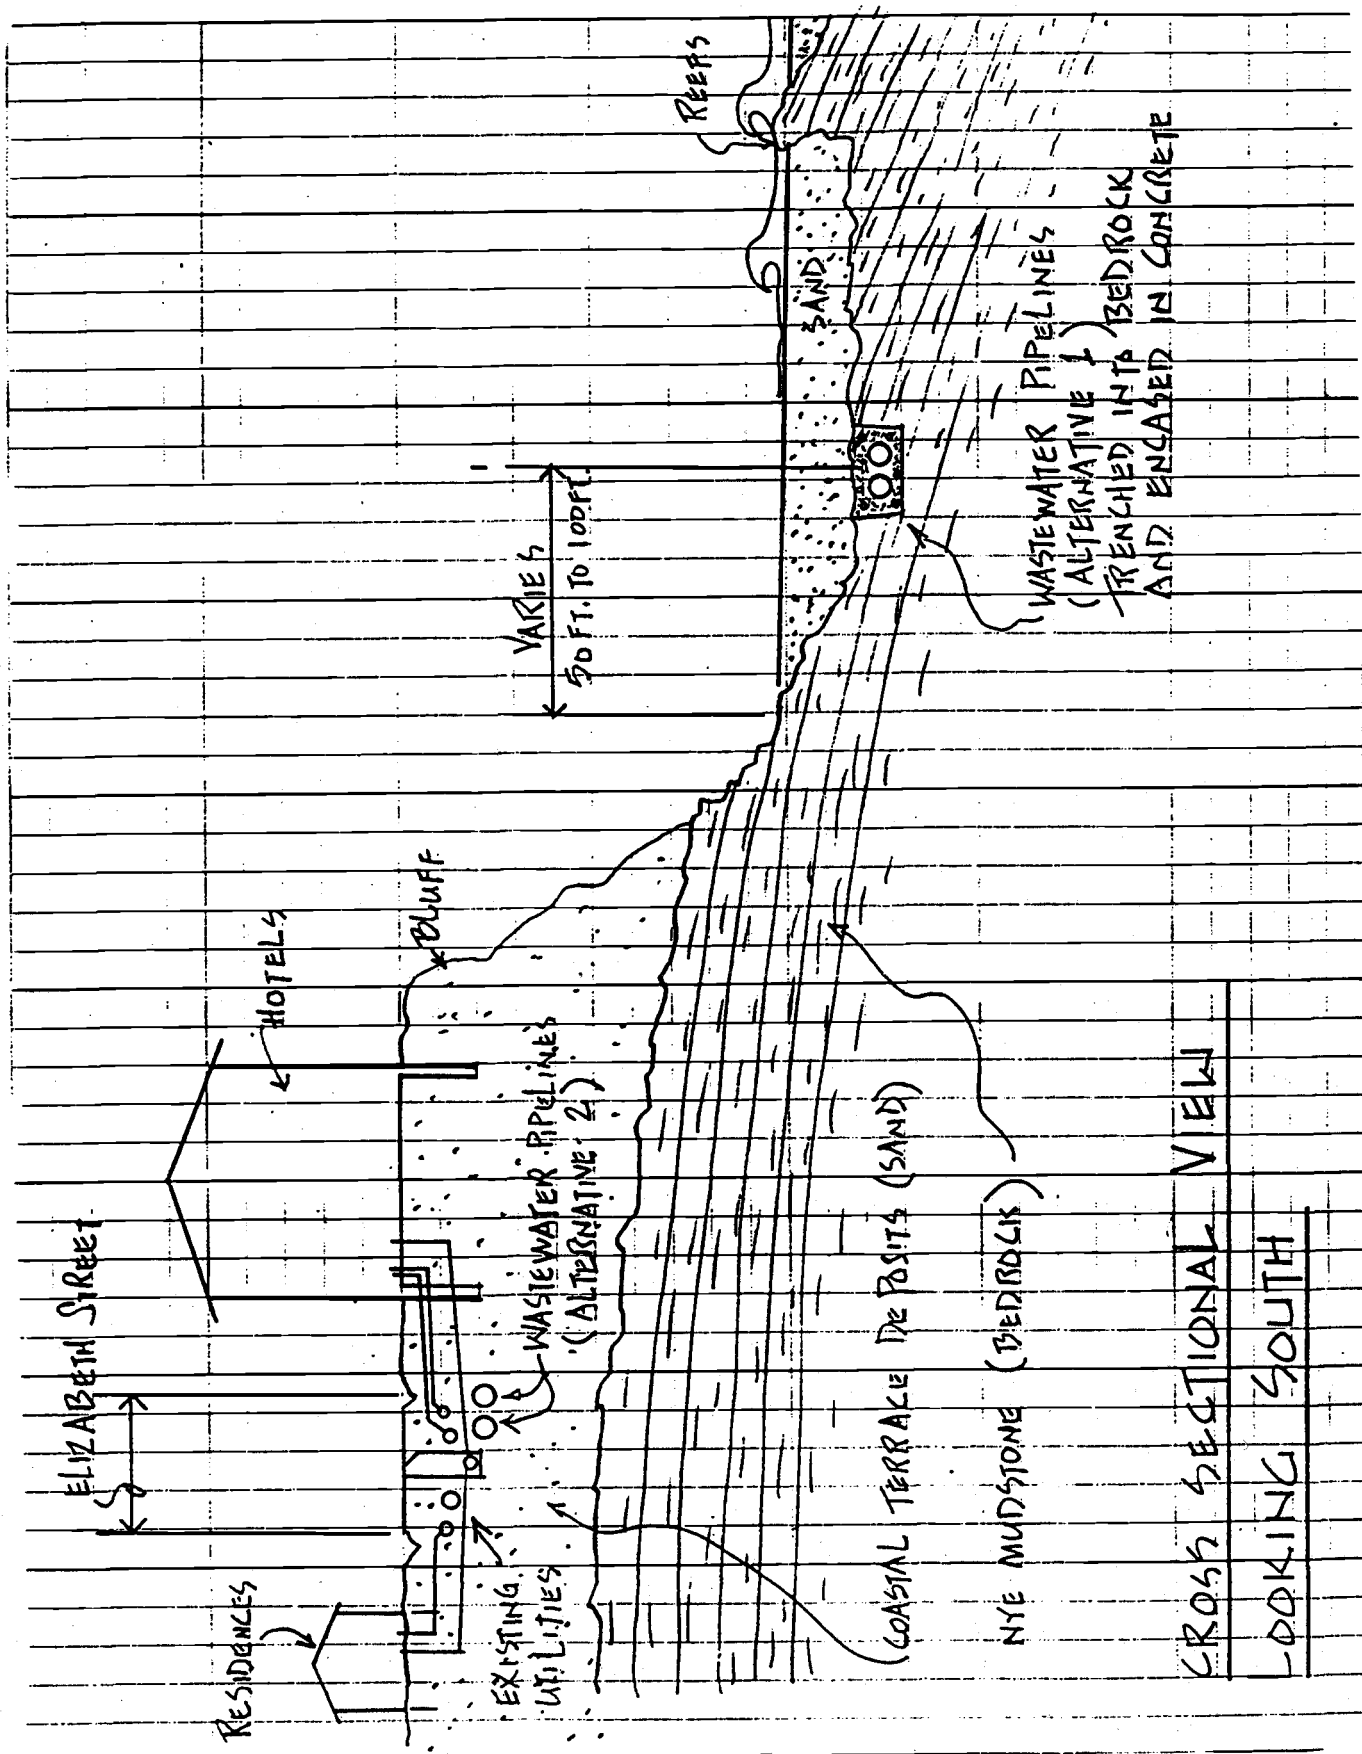 ELIZABETH STREET
RESIDENCES
HOTELS
BLUFF
EXISTING
UTILITIES
WASTEWATER PIPELINES
(ALTERNATIVE 2)
VARIES
50 FT. TO 100 FT.
REEFS
SAND
WASTEWATER PIPELINES
(ALTERNATIVE 1)
TRENCHED INTO BEDROCK
AND ENCASED IN CONCRETE
COASTAL TERRACE DEPOSITS (SAND)
NYE MUDSTONE (BEDROCK)
CROSS SECTIONAL VIEW
LOOKING SOUTH